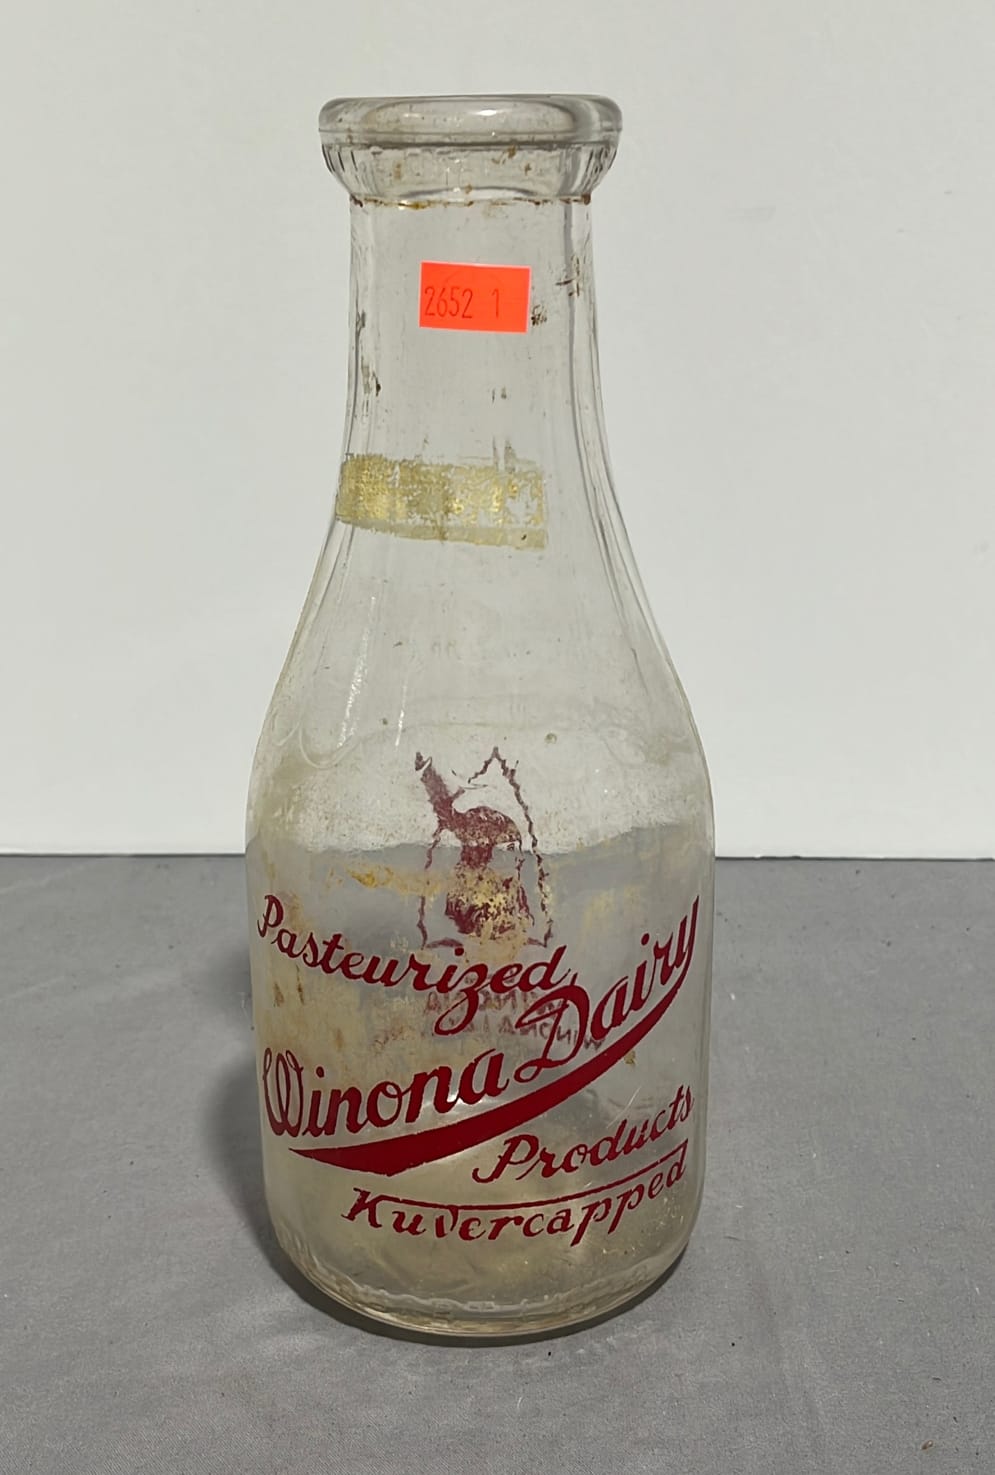 2652 1
Pasteurized
Winona Dairy
Products
Kuvercapped